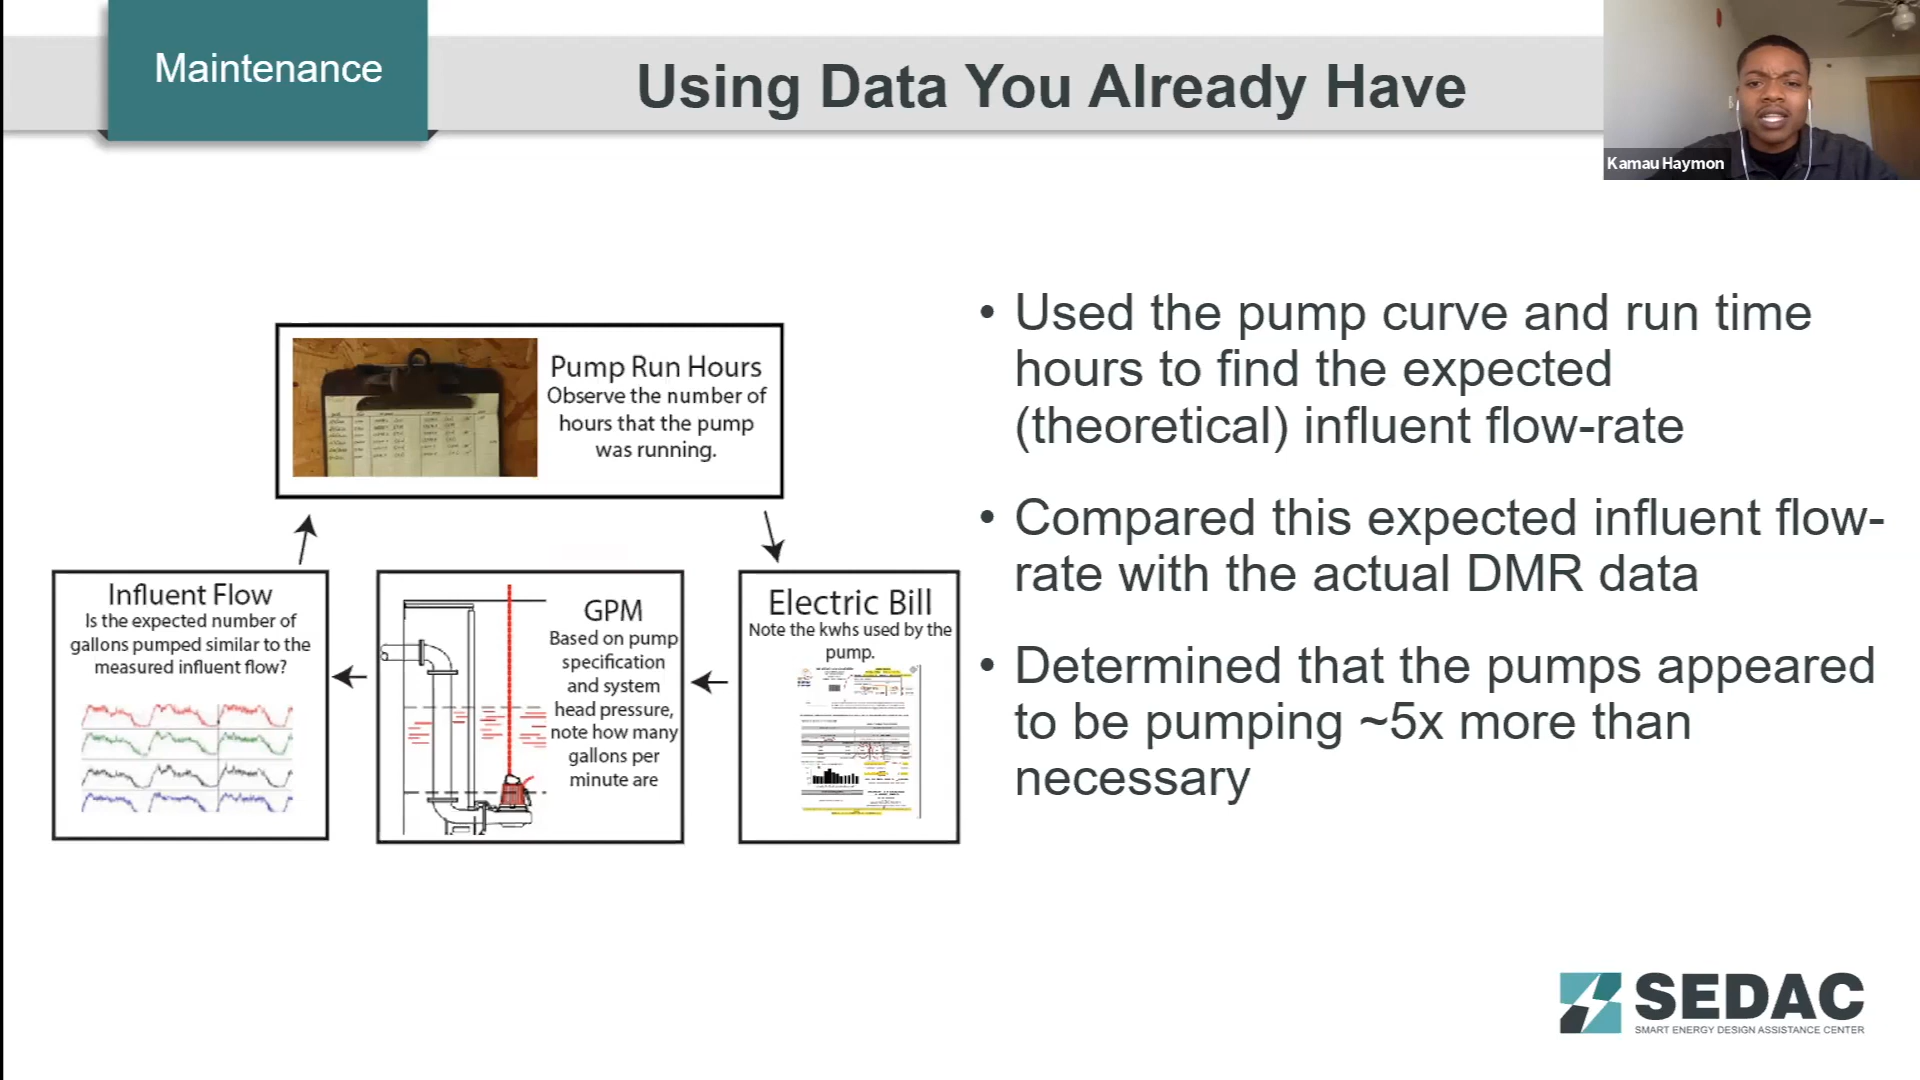 Maintenance
Using Data You Already Have
Kamau Haymon
Pump Run Hours
Observe the number of
hours that the pump
was running.
Influent Flow
Is the expected number of
gallons pumped similar to the
measured influent flow?
GPM
Based on pump
specification
and system
head pressure,
note how many
gallons per
minute are
Electric Bill
Note the kwhs used by the
pump.
• Used the pump curve and run time
hours to find the expected
(theoretical) influent flow-rate
• Compared this expected influent flow-
rate with the actual DMR data
• Determined that the pumps appeared
to be pumping ~5x more than
necessary
SEDAC
SMART ENERGY DESIGN ASSISTANCE CENTER